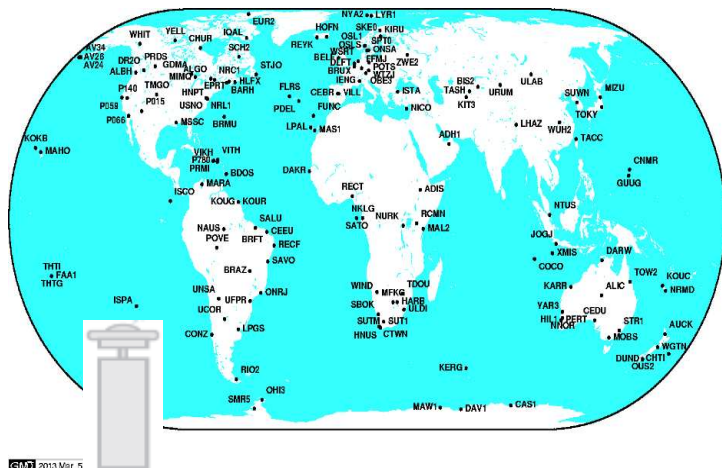 NYA2 LYR1
EUR2
HOFN
SKE0 KIRU
WHIT YELL CHUR IQAL
REYK
OSL1 SPT0
OSLS ONSA
AV34
AV26
AV24
SCH2
WSRT
EFMJ ZWE2
DR2O PRDS GDMA
ALBH
ALGO NRC1 STJO
POTS
WTZJ
BRUX
OBE3
MIMO
EPRT HLFX
TMGO HNPT BARH
IENG
BIS2 ULAB
TASH URUM
P140 P015 USNO NRL1
FLRS
CEBR VILL ISTA
KIT3
SUWN MIZU
P058
PDEL
FUNC
NICO
TOKY
P066
MSSC BRMU
LPAL MAS1
LHAZ WUH2
KOKB
MAHO
VIKH VITH
P780
PRMI BDOS
ADH1
TACC
DAKR
CNMR
GUUG
ISCO MARA
KOUG KOUR
RECT ADIS
NTUS
NKLG
SATO
NURK RCMN
MAL2
NAUS SALU
CEEU
POVE BRFT RECF
JOGJ
XMIS
COCO DARW
THTI
FAA1
THTG
SAVO
BRAZ
TOW2 KOUC
NRMD
ISPA
UNSA UFPR ONRJ
WIND MFKG TDOU
HARB
ULDI
SBOK
KARR ALIC
UCOR
YAR3
CONZ LPGS
SUTM SUT1
HNUS CTWN
HIL1 PERT CEDU STR1
NNOR
MOBS
AUCK
WGTN
CHTI
DUND
OUS2
RIO2
KERG
SMR5 OHI3
MAW1 DAV1 CAS1
GMT 2013 Mar 5